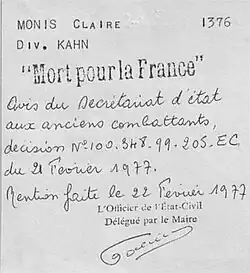 MONIS CLAIRE 1376
DIV. KAHN
"Mort pour la France"
Avis du Secrétariat d'état
aux anciens combattants,
décision N° 100.348.99.205.EC
du 21 Février 1977.
Mention faite le 22 Février 1977
L'Officier de l'État-Civil
Délégué par le Maire